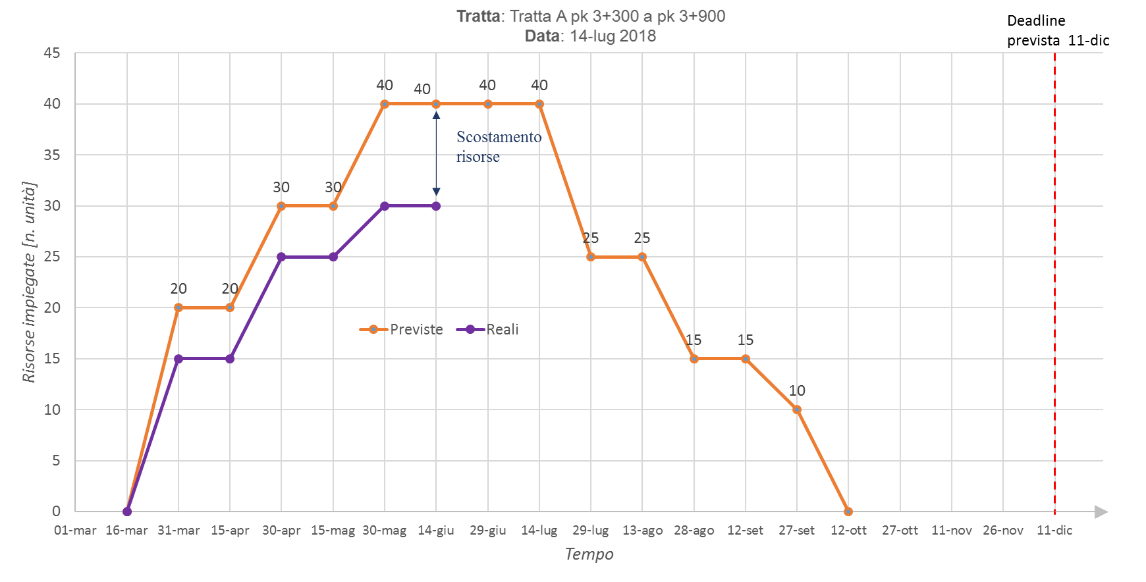 Tratta: Tratta A pk 3+300 a pk 3+900
Data: 14-lug 2018
Deadline
prevista 11-dic
45
40
35
30
25
20
15
10
5
0
Risorse impiegate [n. unità]
20
20
30
30
40
40
40
40
25
25
15
15
10
Scostamento
risorse
Previste
Reali
01-mar
16-mar
31-mar
15-apr
30-apr
15-mag
30-mag
14-giu
29-giu
14-lug
29-lug
13-ago
28-ago
12-set
27-set
12-ott
27-ott
11-nov
26-nov
11-dic
Tempo